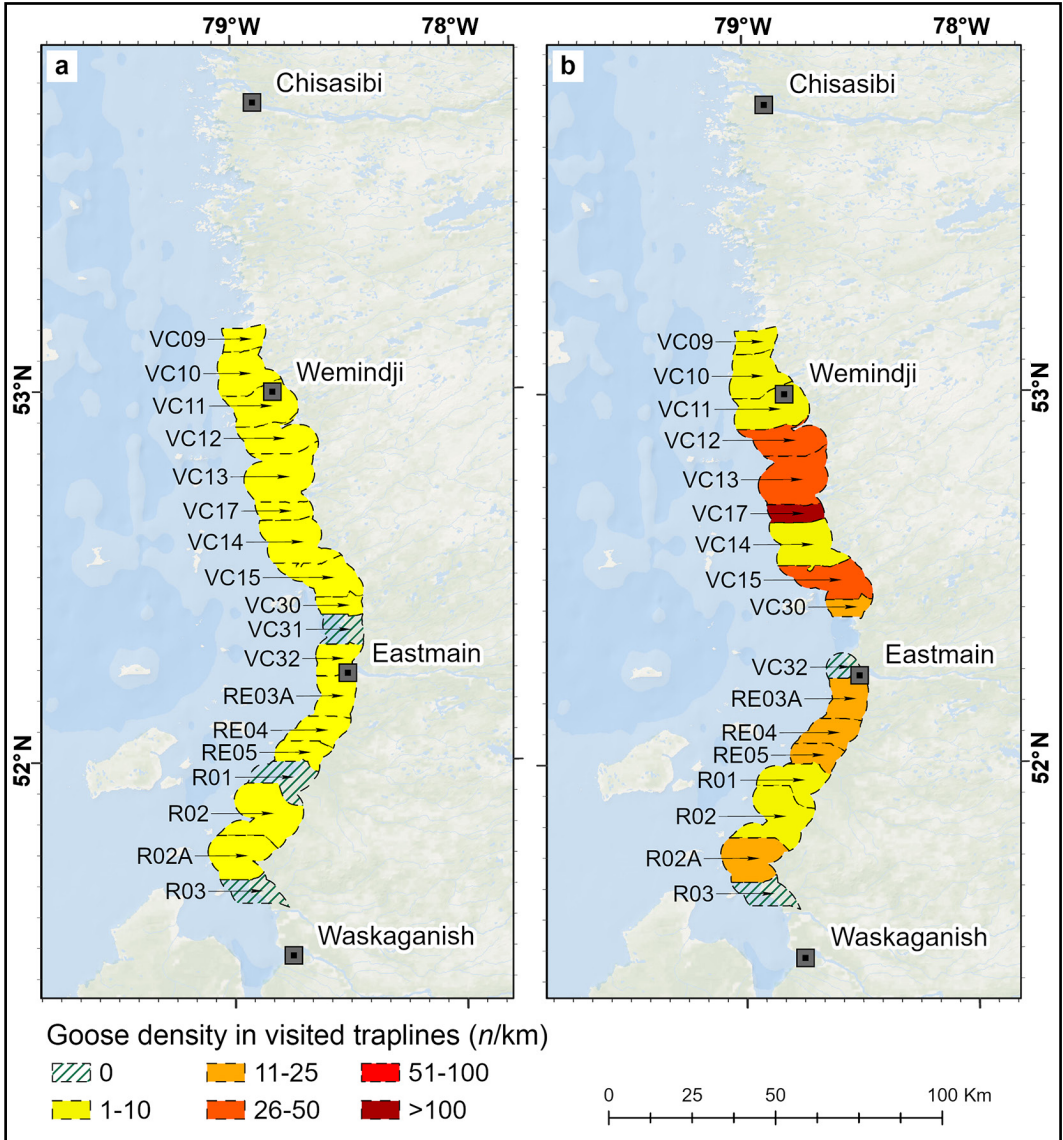 79°W
78°W
79°W
78°W
a
Chisasibi
VC09
VC10
Wemindji
53°N
VC11
VC12
VC13
VC17
VC14
VC15
VC30
VC31
VC32
Eastmain
RE03A
RE04
RE05
52°N
R01
R02
R02A
R03
Waskaganish
b
Chisasibi
VC09
VC10
Wemindji
53°N
VC11
VC12
VC13
VC17
VC14
VC15
VC30
VC32
Eastmain
RE03A
RE04
RE05
52°N
R01
R02
R02A
R03
Waskaganish
Goose density in visited traplines (n/km)
0
11-25
51-100
1-10
26-50
>100
0 25 50 100 Km